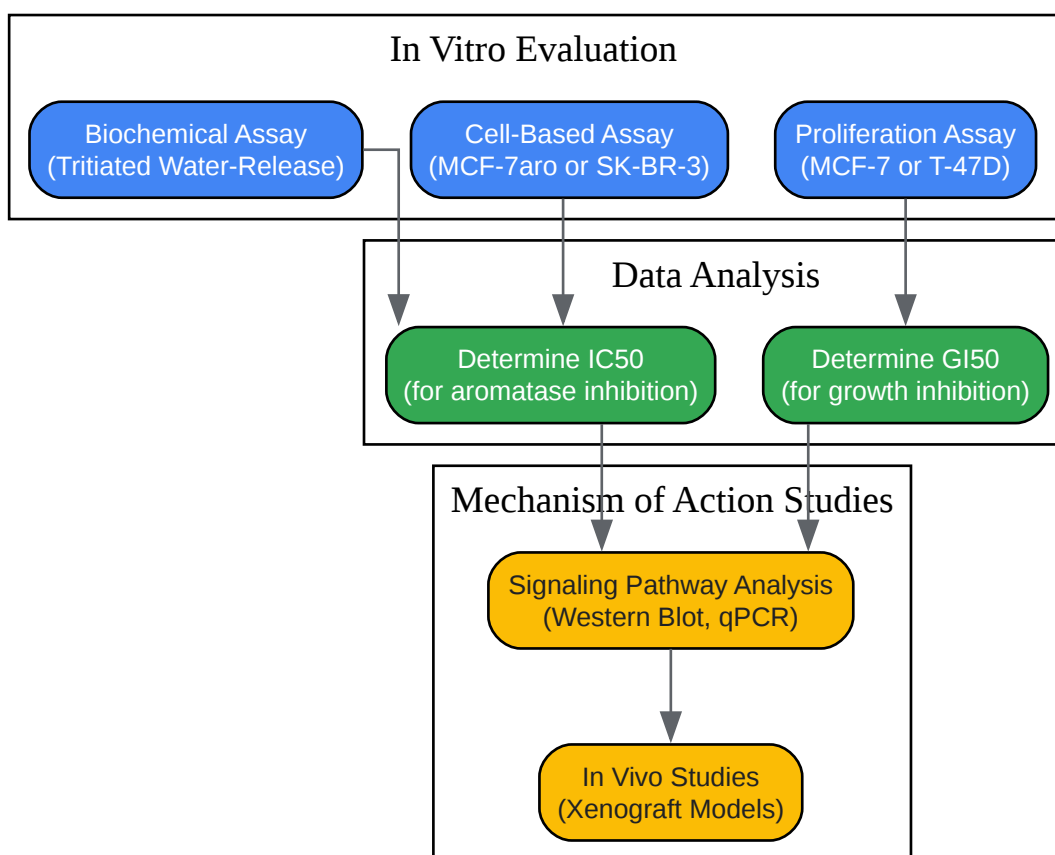 In Vitro Evaluation
Biochemical Assay
(Tritiated Water-Release)
Cell-Based Assay
(MCF-7aro or SK-BR-3)
Proliferation Assay
(MCF-7 or T-47D)
Data Analysis
Determine IC50
(for aromatase inhibition)
Determine GI50
(for growth inhibition)
Mechanism of Action Studies
Signaling Pathway Analysis
(Western Blot, qPCR)
In Vivo Studies
(Xenograft Models)